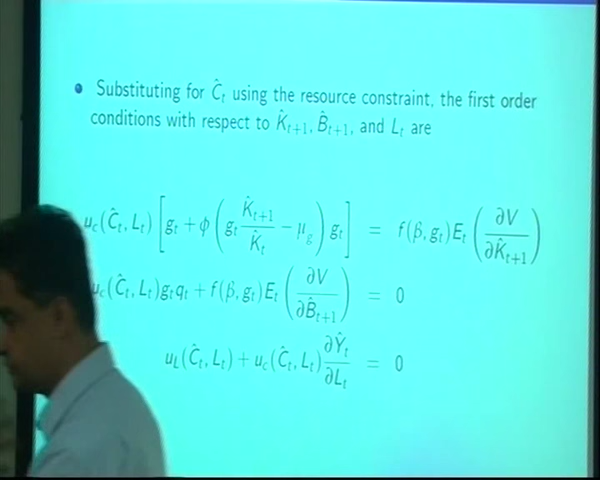 Substituting for Ĉ_t using the resource constraint, the first order
conditions with respect to K̂_{t+1}, B̂_{t+1}, and L_t are
u_c(Ĉ_t, L_t) [g_t + φ (g_t K̂_{t+1}/K̂_t − μ_g) g_t] = f(β, g_t)E_t (∂V/∂K̂_{t+1})
u_c(Ĉ_t, L_t)g_t q_t + f(β, g_t)E_t (∂V/∂B̂_{t+1}) = 0
u_L(Ĉ_t, L_t) + u_c(Ĉ_t, L_t) ∂Ŷ_t/∂L_t = 0